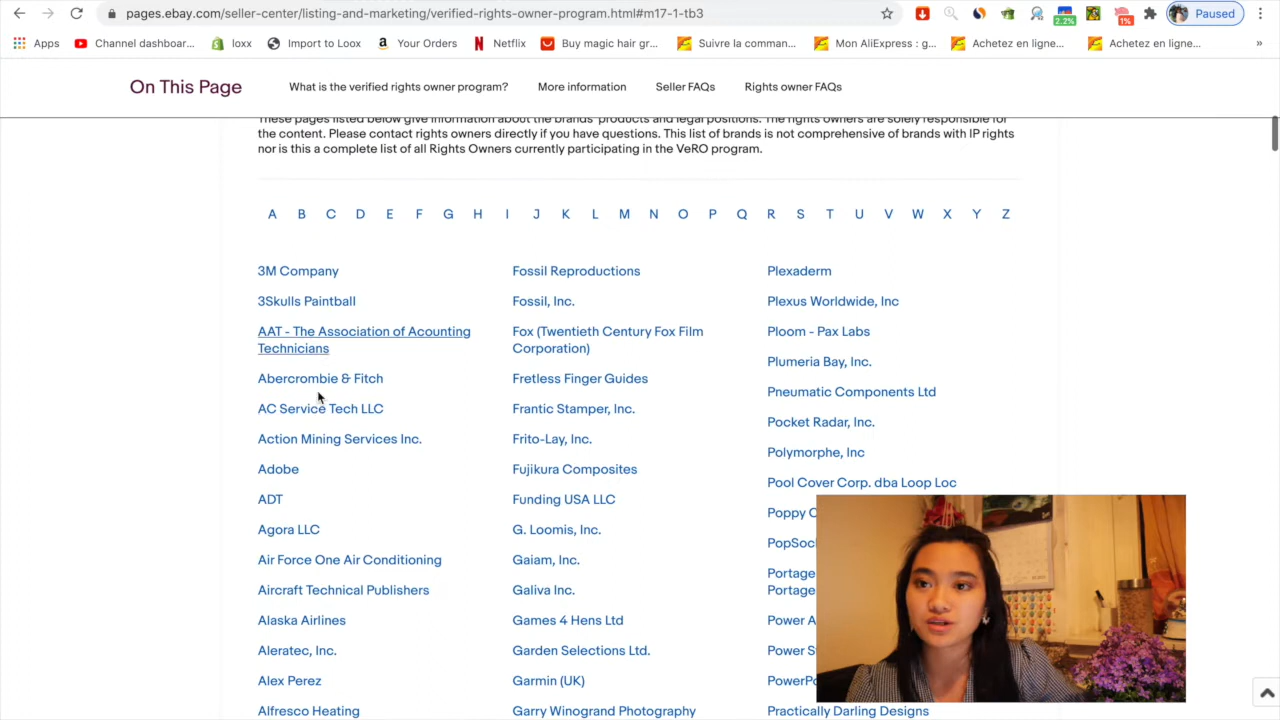 pages.ebay.com/seller-center/listing-and-marketing/verified-rights-owner-program.html#m17-1-tb3
2.2%
1%
Paused
Apps
Channel dashboar...
loxx
Import to Loox
Your Orders
Netflix
Buy magic hair gr...
Suivre la comman...
Mon AliExpress : g...
Achetez en ligne...
Achetez en ligne...
»
On This Page
What is the verified rights owner program?
More information
Seller FAQs
Rights owner FAQs
These pages listed below give information about the brands' products and legal positions. The rights owners are solely responsible for
the content. Please contact rights owners directly if you have questions. This list of brands is not comprehensive of brands with IP rights
nor is this a complete list of all Rights Owners currently participating in the VeRO program.
A B C D E F G H I J K L M N O P Q R S T U V W X Y Z
3M Company
3Skulls Paintball
AAT - The Association of Acounting
Technicians
Abercrombie & Fitch
AC Service Tech LLC
Action Mining Services Inc.
Adobe
ADT
Agora LLC
Air Force One Air Conditioning
Aircraft Technical Publishers
Alaska Airlines
Aleratec, Inc.
Alex Perez
Alfresco Heating
Fossil Reproductions
Fossil, Inc.
Fox (Twentieth Century Fox Film
Corporation)
Fretless Finger Guides
Frantic Stamper, Inc.
Frito-Lay, Inc.
Fujikura Composites
Funding USA LLC
G. Loomis, Inc.
Gaiam, Inc.
Galiva Inc.
Games 4 Hens Ltd
Garden Selections Ltd.
Garmin (UK)
Garry Winogrand Photography
Plexaderm
Plexus Worldwide, Inc
Ploom - Pax Labs
Plumeria Bay, Inc.
Pneumatic Components Ltd
Pocket Radar, Inc.
Polymorphe, Inc
Pool Cover Corp. dba Loop Loc
Poppy C
PopSoc
Portage
Portage
Power A
Power S
PowerP
Practically Darling Designs